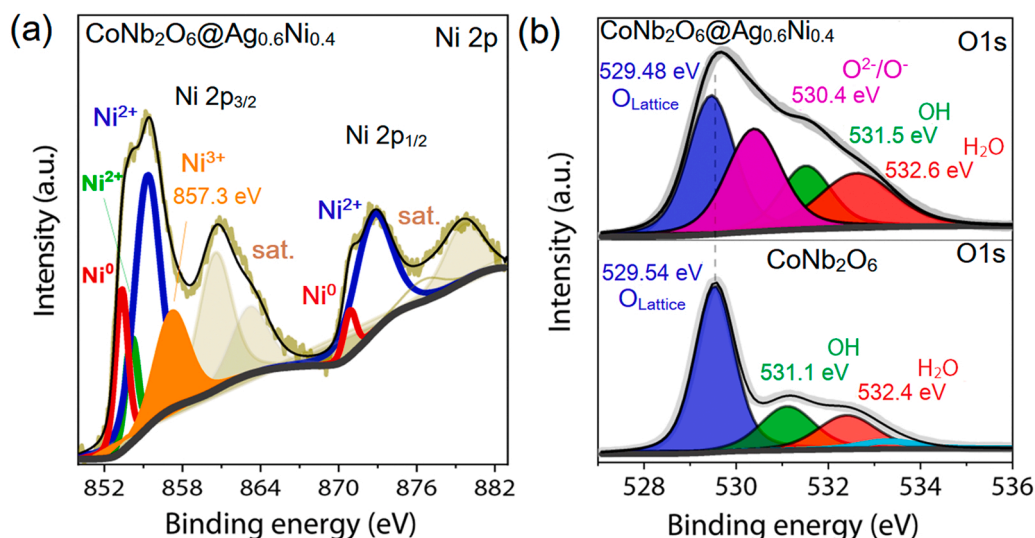 (a)
CoNb2O6@Ag0.6Ni0.4
Ni 2p
Ni 2p3/2
Ni2+
Ni2+
Ni3+
857.3 eV
Ni0
sat.
Ni 2p1/2
Ni2+
sat.
Ni0
Intensity (a.u.)
852 858 864 870 876 882
Binding energy (eV)
(b)
CoNb2O6@Ag0.6Ni0.4
O1s
529.48 eV
OLattice
O2-/O-
530.4 eV
OH
531.5 eV
H2O
532.6 eV
CoNb2O6
O1s
529.54 eV
OLattice
OH
531.1 eV
H2O
532.4 eV
Intensity (a.u.)
528 530 532 534 536
Binding energy (eV)